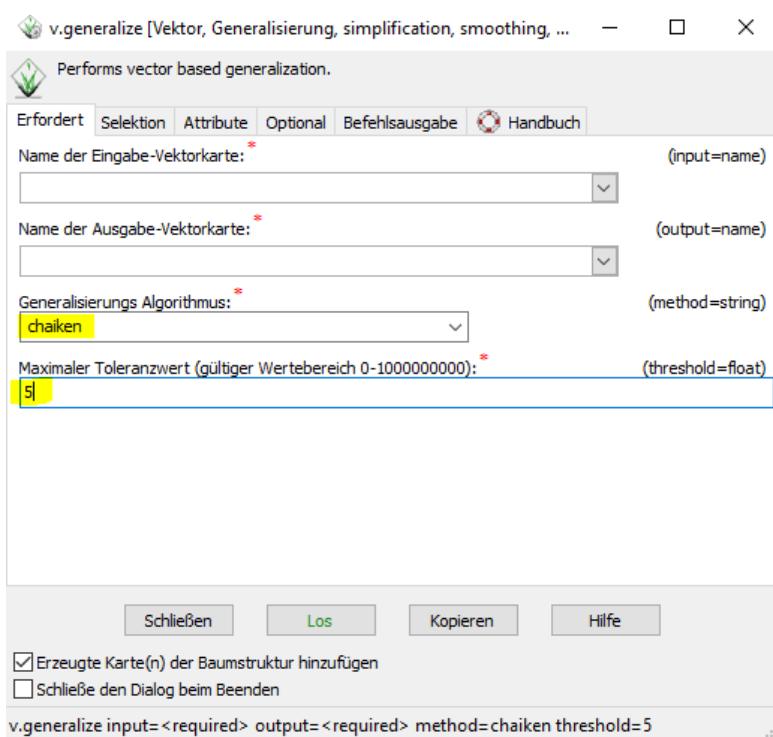 v.generalize [Vektor, Generalisierung, simplification, smoothing, ...
Performs vector based generalization.
Erfordert Selektion Attribute Optional Befehlsausgabe Handbuch
Name der Eingabe-Vektorkarte: * (input=name)
Name der Ausgabe-Vektorkarte: * (output=name)
Generalisierungs Algorithmus: * (method=string)
chaiken
Maximaler Toleranzwert (gültiger Wertebereich 0-1000000000): * (threshold=float)
5
Schließen Los Kopieren Hilfe
Erzeugte Karte(n) der Baumstruktur hinzufügen
Schließe den Dialog beim Beenden
v.generalize input=<required> output=<required> method=chaiken threshold=5